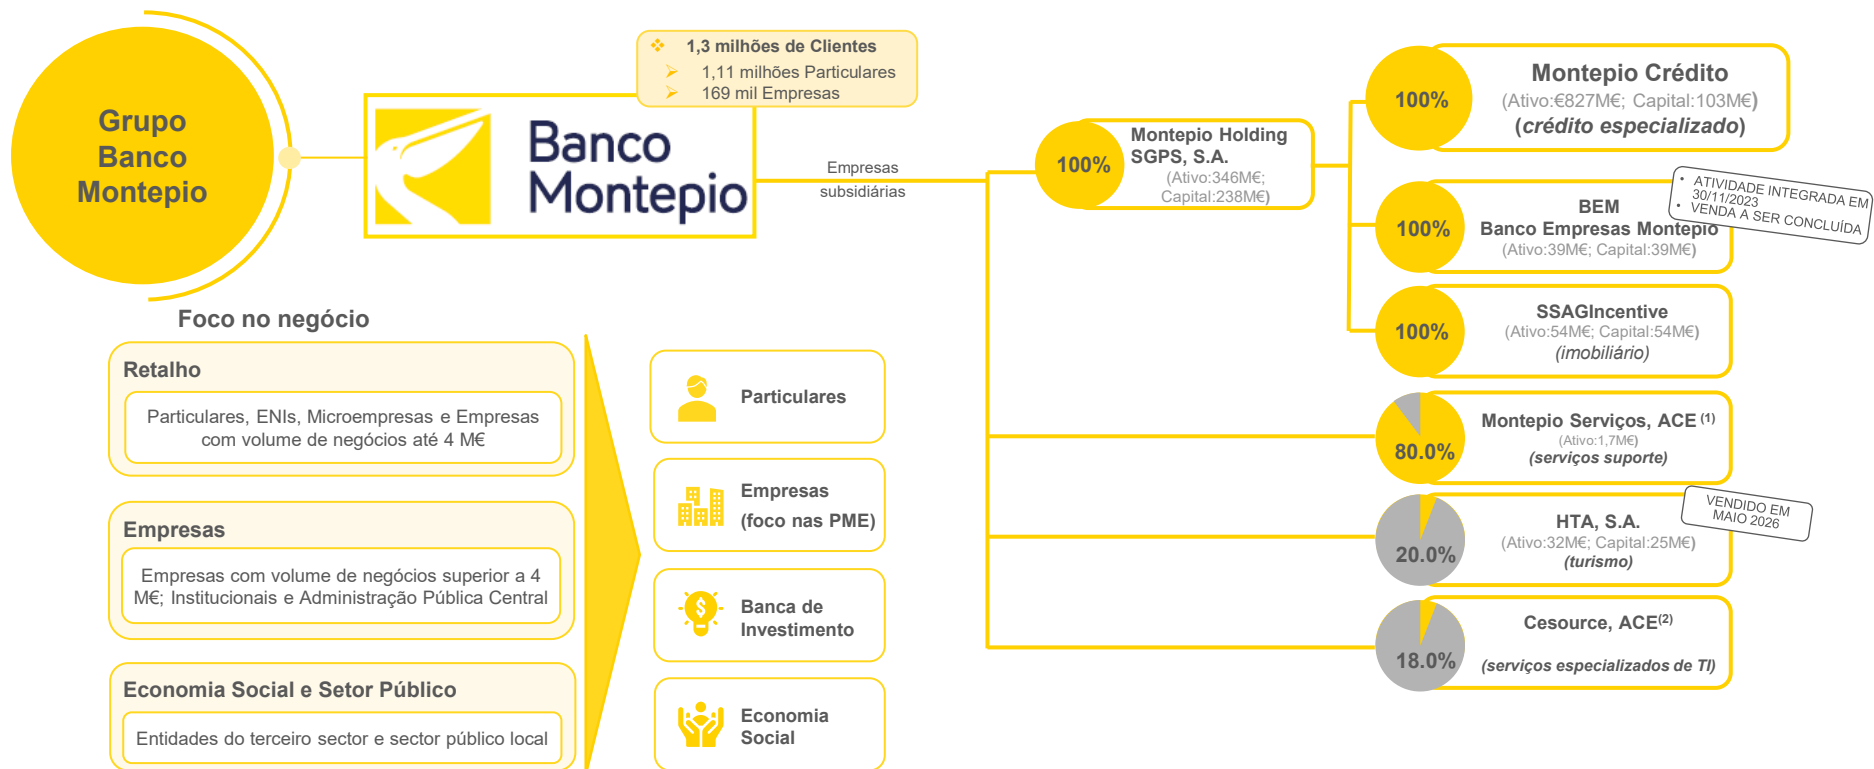 Grupo
Banco
Montepio
❖ 1,3 milhões de Clientes
➢ 1,11 milhões Particulares
➢ 169 mil Empresas
Banco
Montepio
Empresas
subsidiárias
100%
Montepio Holding
SGPS, S.A.
(Ativo:346M€;
Capital:238M€)
100%
Montepio Crédito
(Ativo:€827M€; Capital:103M€)
(crédito especializado)
100%
BEM
Banco Empresas Montepio
(Ativo:39M€; Capital:39M€)
• ATIVIDADE INTEGRADA EM
30/11/2023
• VENDA A SER CONCLUÍDA
100%
SSAGIncentive
(Ativo:54M€; Capital:54M€)
(imobiliário)
80.0%
Montepio Serviços, ACE (1)
(Ativo:1,7M€)
(serviços suporte)
20.0%
HTA, S.A.
(Ativo:32M€; Capital:25M€)
(turismo)
VENDIDO EM
MAIO 2026
18.0%
Cesource, ACE(2)
(serviços especializados de TI)
Foco no negócio
Retalho
Particulares, ENIs, Microempresas e Empresas
com volume de negócios até 4 M€
Empresas
Empresas com volume de negócios superior a 4
M€; Institucionais e Administração Pública Central
Economia Social e Setor Público
Entidades do terceiro sector e sector público local
Particulares
Empresas
(foco nas PME)
Banca de
Investimento
Economia
Social